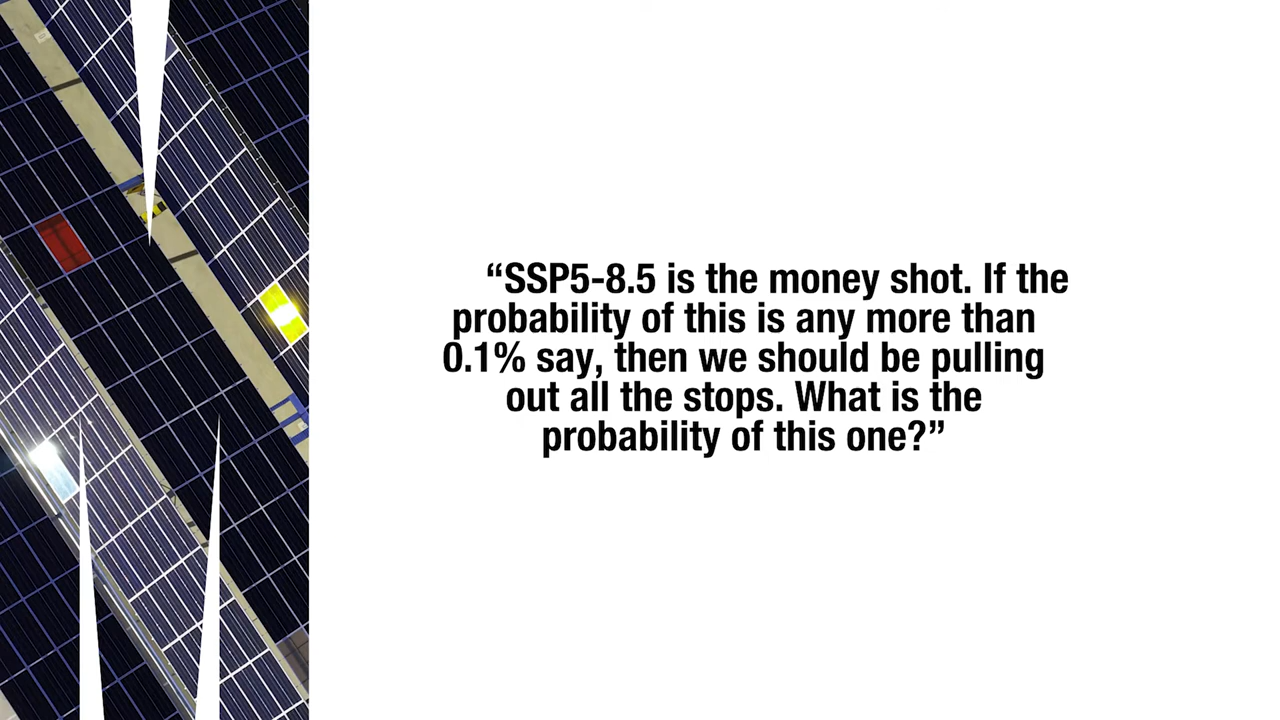 “SSP5-8.5 is the money shot. If the
probability of this is any more than
0.1% say, then we should be pulling
out all the stops. What is the
probability of this one?”